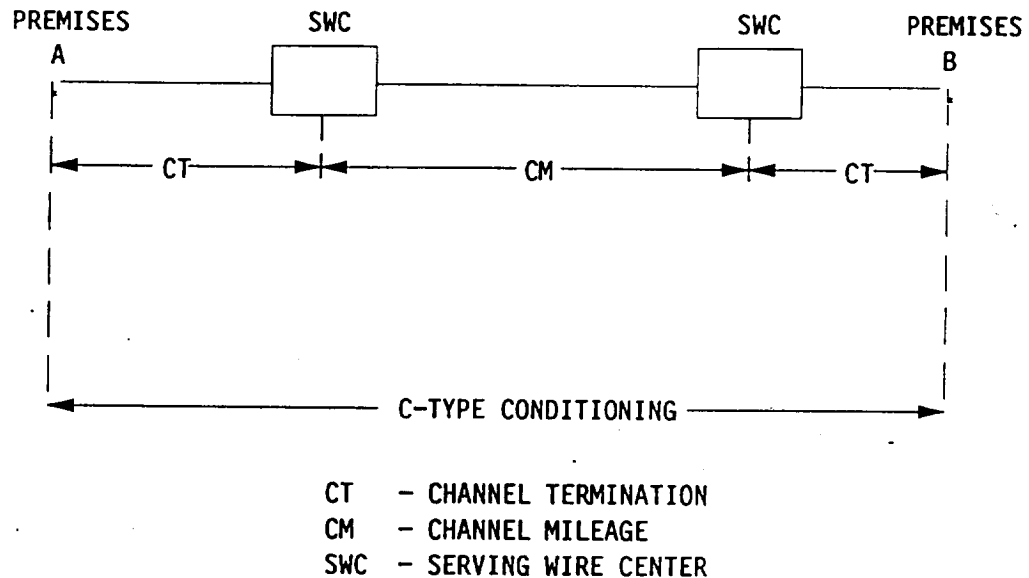 PREMISES A
SWC
SWC
PREMISES B
CT
CM
CT
C-TYPE CONDITIONING
CT - CHANNEL TERMINATION
CM - CHANNEL MILEAGE
SWC - SERVING WIRE CENTER